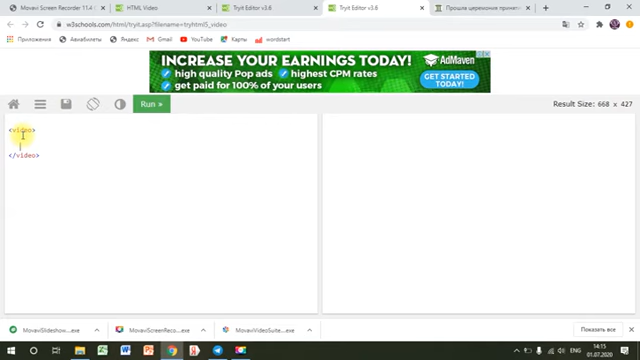 Movavi Screen Recorder 11.4
HTML Video
Tryit Editor v3.6
Tryit Editor v3.6
Прошла церемония
w3schools.com/html/tryit.asp?filename=tryhtml5_video
Приложения
Авиабилеты
Яндекс
Gmail
YouTube
Карты
wordstart
INCREASE YOUR EARNINGS TODAY!
high quality Pop ads
highest CPM rates
get paid for 100% of your users
AdMaven
GET STARTED TODAY!
Run »
Result Size: 668 x 427
<video>
</video>
MovaviSlideshow....exe
MovaviScreenReco....exe
MovaviVideoSuite....exe
Показать все
ENG
14:15
01.07.2020